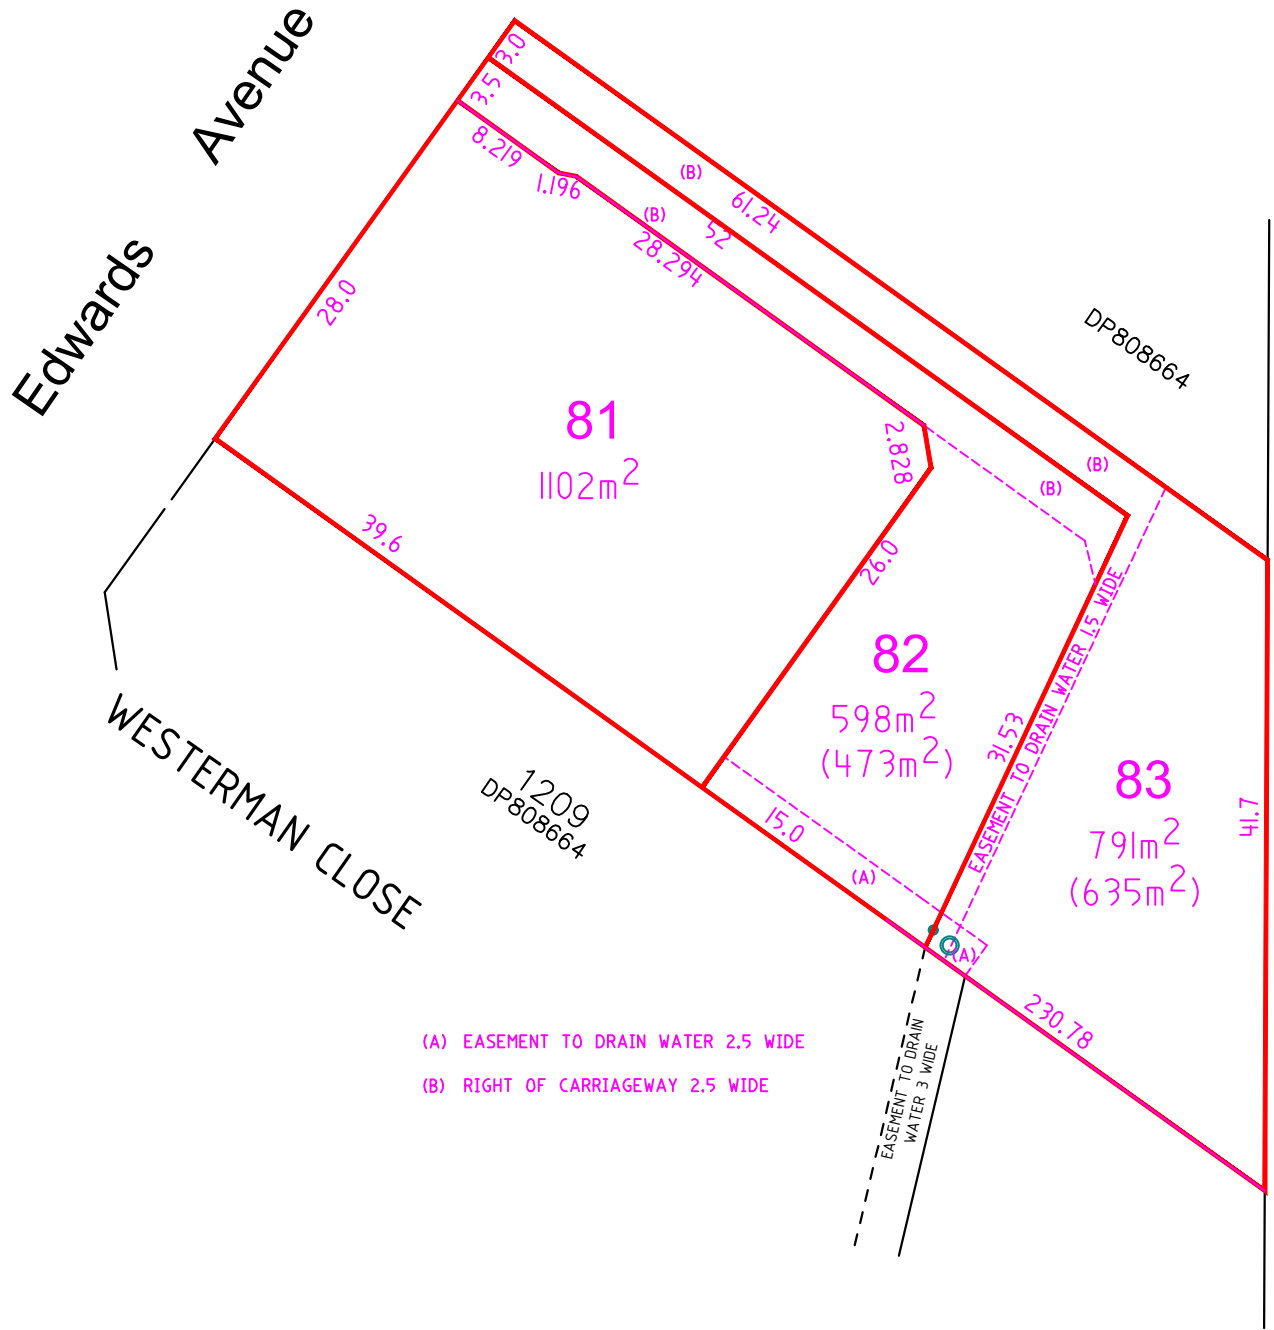 Edwards Avenue
3.0
3.5
8.219
1.196
(B)
61.24
(B)
52
28.294
28.0
DP808664
81
1102m²
2.828
(B)
(B)
39.6
26.0
EASEMENT TO DRAIN WATER 1.5 WIDE
82
598m²
(473m²)
31.53
83
791m²
(635m²)
41.7
WESTERMAN CLOSE
1209
DP808664
15.0
(A)
(A)
230.78
EASEMENT TO DRAIN
WATER 3 WIDE
(A) EASEMENT TO DRAIN WATER 2.5 WIDE
(B) RIGHT OF CARRIAGEWAY 2.5 WIDE